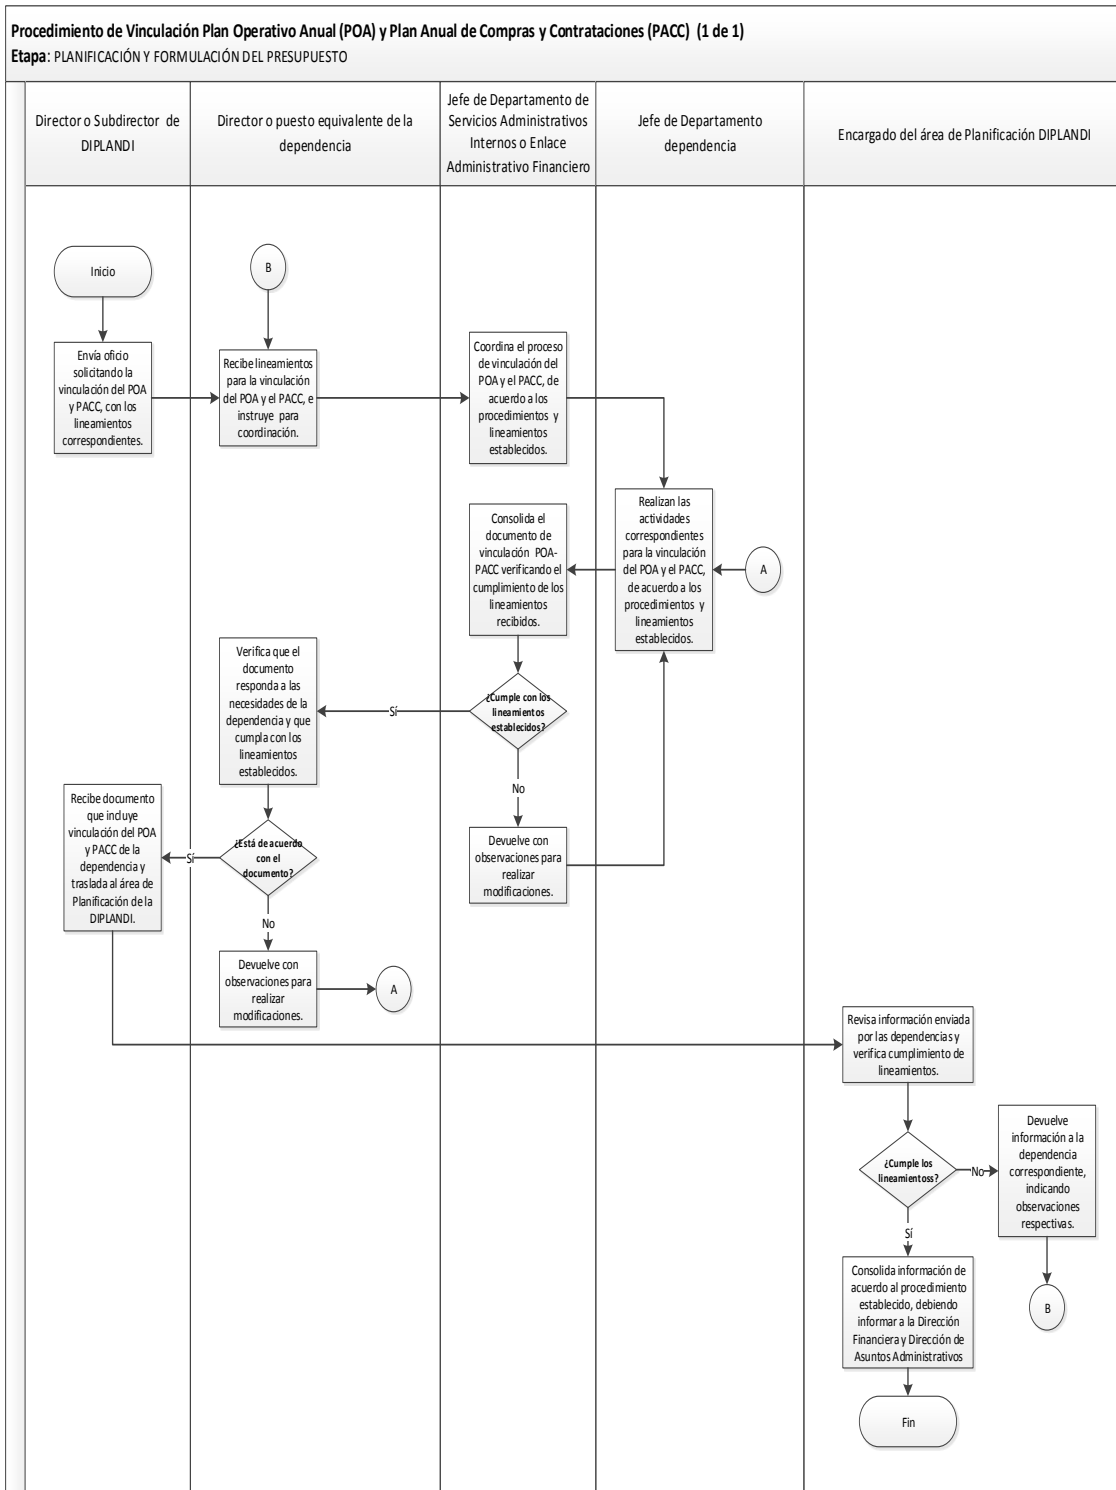 Procedimiento de Vinculación Plan Operativo Anual (POA) y Plan Anual de Compras y Contrataciones (PACC) (1 de 1)
Etapa: PLANIFICACIÓN Y FORMULACIÓN DEL PRESUPUESTO
Director o Subdirector de
DIPLANDI
Director o puesto equivalente de la
dependencia
Jefe de Departamento de
Servicios Administrativos
Internos o Enlace
Administrativo Financiero
Jefe de Departamento
dependencia
Encargado del área de Planificación DIPLANDI
Inicio
B
Envía oficio
solicitando la
vinculación del POA
y PACC, con los
lineamientos
correspondientes.
Recibe lineamientos
para la vinculación
del POA y el PACC, e
instruye para
coordinación.
Coordina el proceso
de vinculación del
POA y el PACC, de
acuerdo a los
procedimientos y
lineamientos
establecidos.
Realizan las
actividades
correspondientes
para la vinculación
del POA y el PACC,
de acuerdo a los
procedimientos y
lineamientos
establecidos.
A
Consolida el
documento de
vinculación POA-
PACC verificando el
cumplimiento de los
lineamientos
recibidos.
¿Cumple con los
lineamientos
establecidos?
Sí
No
Verifica que el
documento
responda a las
necesidades de la
dependencia y que
cumpla con los
lineamientos
establecidos.
Devuelve con
observaciones para
realizar
modificaciones.
¿Está de acuerdo
con el
documento?
Sí
No
Recibe documento
que incluye
vinculación del POA
y PACC de la
dependencia y
traslada al área de
Planificación de la
DIPLANDI.
Devuelve con
observaciones para
realizar
modificaciones.
A
Revisa información enviada
por las dependencias y
verifica cumplimiento de
lineamientos.
¿Cumple los
lineamientoss?
No
Sí
Devuelve
información a la
dependencia
correspondiente,
indicando
observaciones
respectivas.
B
Consolida información de
acuerdo al procedimiento
establecido, debiendo
informar a la Dirección
Financiera y Dirección de
Asuntos Administrativos
Fin